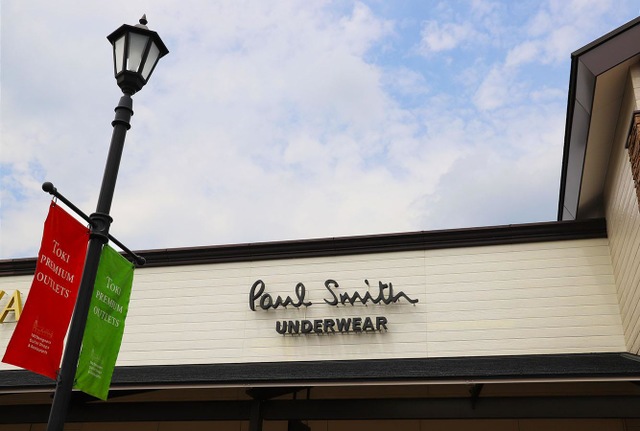 TOKI
PREMIUM
OUTLETS
TOKI
PREMIUM
OUTLETS
Paul Smith
UNDERWEAR